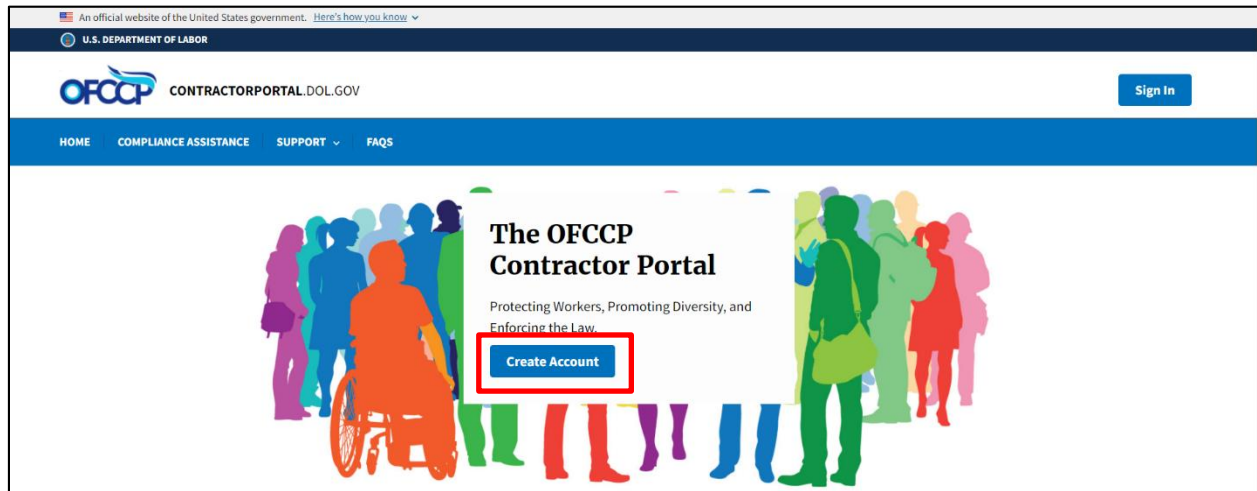 An official website of the United States government. Here's how you know
U.S. DEPARTMENT OF LABOR
OFCCP CONTRACTORPORTAL.DOL.GOV
Sign In
HOME COMPLIANCE ASSISTANCE SUPPORT FAQS
The OFCCP
Contractor Portal
Protecting Workers, Promoting Diversity, and
Enforcing the Law.
Create Account